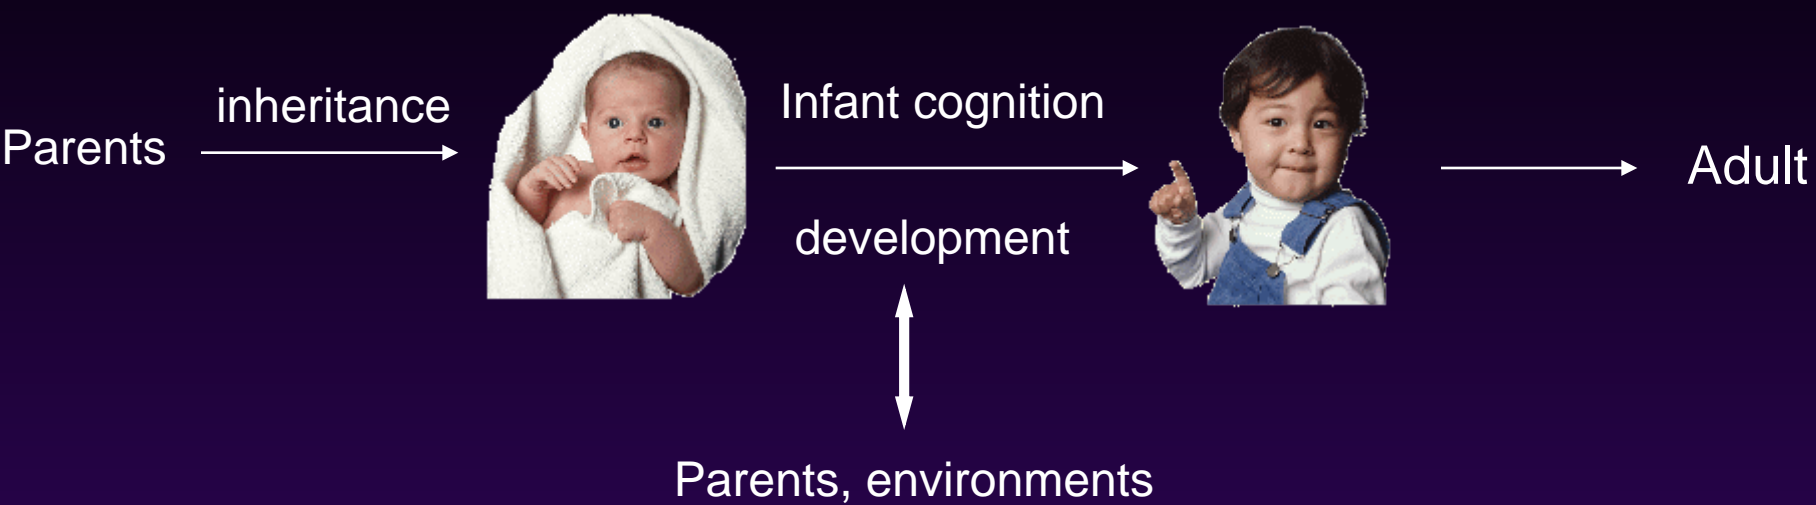 Parents
inheritance
Infant cognition
development
Adult
Parents, environments